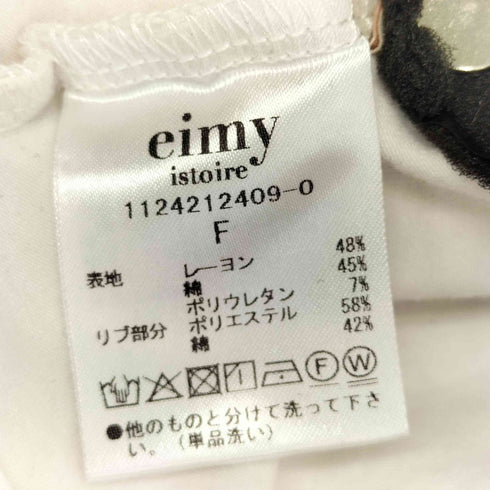 eimy
istoire
1124212409-0
F
表地 レーヨン 48%
綿 45%
ポリウレタン 7%
リブ部分 ポリエステル 58%
綿 42%
F W
●他のものと分けて洗って下さ
い。(単品洗い)